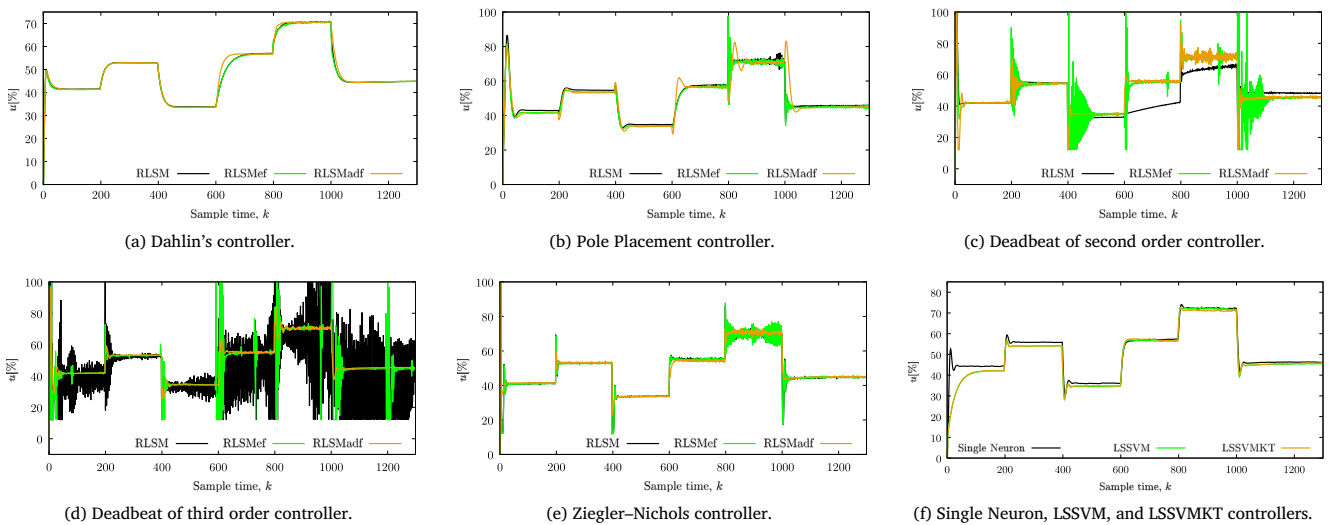 70
60
50
40
30
20
10
0
u[%]
RLSM RLSMef RLSMadf
0 200 400 600 800 1000 1200
Sample time, k
(a) Dahlin's controller.
100
80
60
40
20
0
u[%]
RLSM RLSMef RLSMadf
0 200 400 600 800 1000 1200
Sample time, k
(b) Pole Placement controller.
100
80
60
40
20
0
u[%]
RLSM RLSMef RLSMadf
0 200 400 600 800 1000 1200
Sample time, k
(c) Deadbeat of second order controller.
100
80
60
40
20
0
u[%]
RLSM RLSMef RLSMadf
0 200 400 600 800 1000 1200
Sample time, k
(d) Deadbeat of third order controller.
100
80
60
40
20
0
u[%]
RLSM RLSMef RLSMadf
0 200 400 600 800 1000 1200
Sample time, k
(e) Ziegler–Nichols controller.
80
70
60
50
40
30
20
10
0
u[%]
Single Neuron LSSVM LSSVMKT
0 200 400 600 800 1000 1200
Sample time, k
(f) Single Neuron, LSSVM, and LSSVMKT controllers.